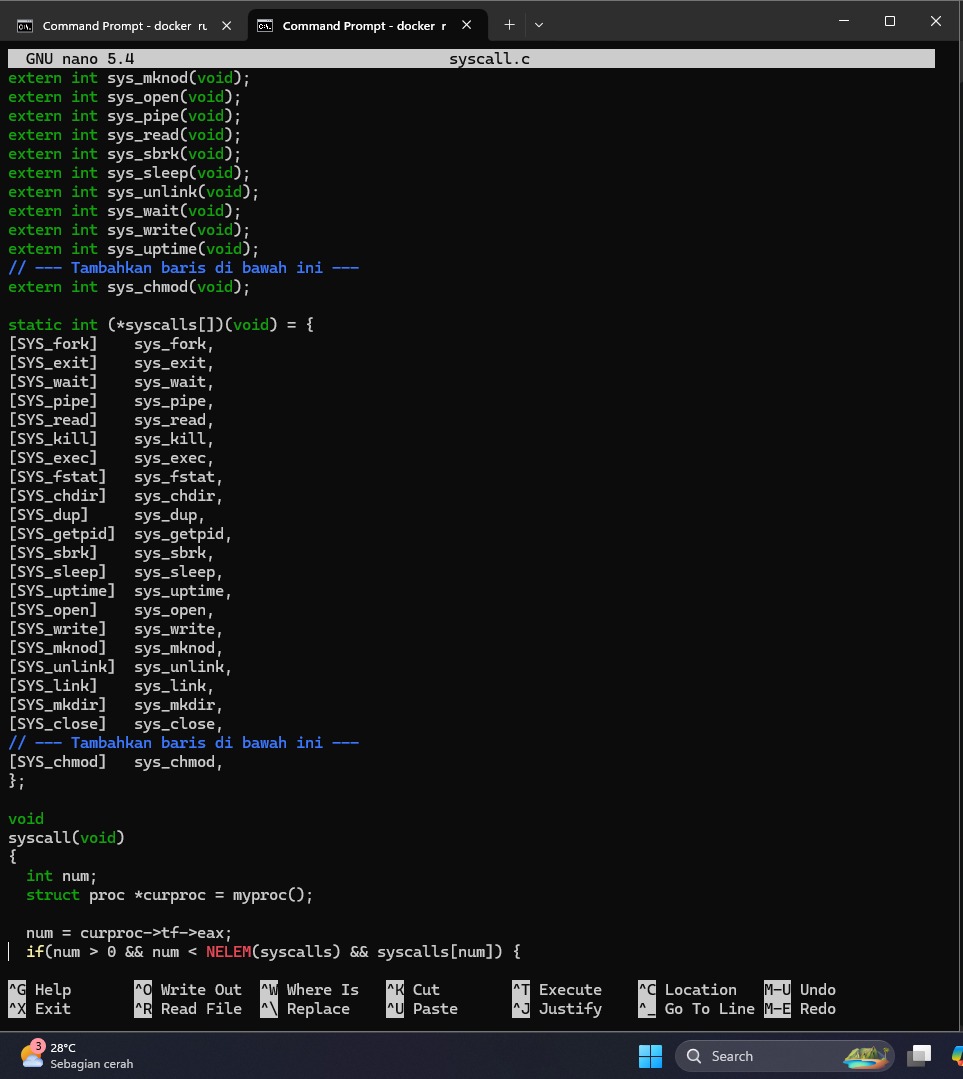 Command Prompt - docker ru
Command Prompt - docker r
GNU nano 5.4 syscall.c
extern int sys_mknod(void);
extern int sys_open(void);
extern int sys_pipe(void);
extern int sys_read(void);
extern int sys_sbrk(void);
extern int sys_sleep(void);
extern int sys_unlink(void);
extern int sys_wait(void);
extern int sys_write(void);
extern int sys_uptime(void);
// --- Tambahkan baris di bawah ini ---
extern int sys_chmod(void);
static int (*syscalls[])(void) = {
[SYS_fork]    sys_fork,
[SYS_exit]    sys_exit,
[SYS_wait]    sys_wait,
[SYS_pipe]    sys_pipe,
[SYS_read]    sys_read,
[SYS_kill]    sys_kill,
[SYS_exec]    sys_exec,
[SYS_fstat]   sys_fstat,
[SYS_chdir]   sys_chdir,
[SYS_dup]     sys_dup,
[SYS_getpid]  sys_getpid,
[SYS_sbrk]    sys_sbrk,
[SYS_sleep]   sys_sleep,
[SYS_uptime]  sys_uptime,
[SYS_open]    sys_open,
[SYS_write]   sys_write,
[SYS_mknod]   sys_mknod,
[SYS_unlink]  sys_unlink,
[SYS_link]    sys_link,
[SYS_mkdir]   sys_mkdir,
[SYS_close]   sys_close,
// --- Tambahkan baris di bawah ini ---
[SYS_chmod]   sys_chmod,
};
void
syscall(void)
{
  int num;
  struct proc *curproc = myproc();
  num = curproc->tf->eax;
  if(num > 0 && num < NELEM(syscalls) && syscalls[num]) {
^G Help ^O Write Out ^W Where Is ^K Cut ^T Execute ^C Location M-U Undo
^X Exit ^R Read File ^\ Replace ^U Paste ^J Justify ^_ Go To Line M-E Redo
3
28°C
Sebagian cerah
Search